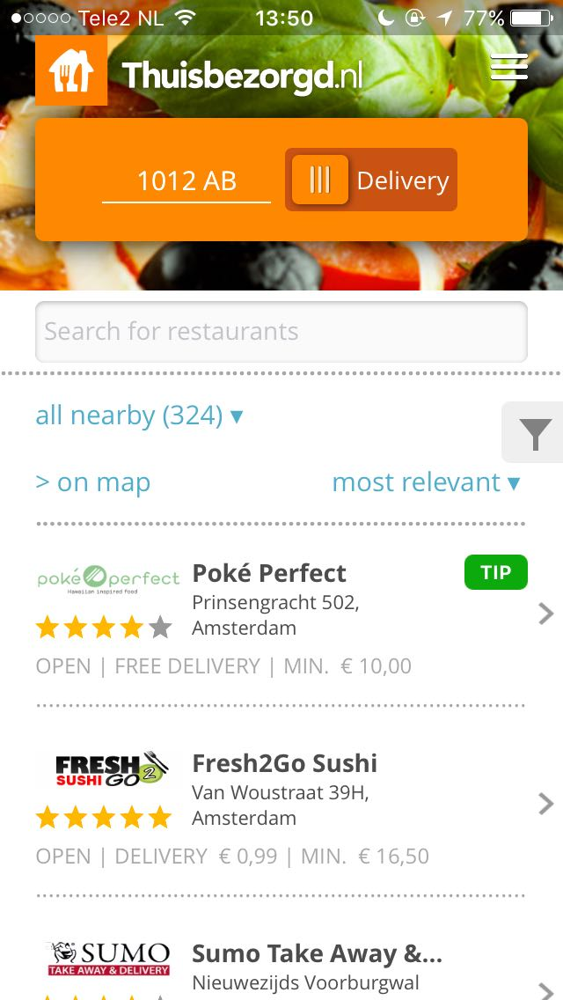 Tele2 NL 13:50 77%
Thuisbezorgd.nl
1012 AB Delivery
Search for restaurants
all nearby (324) ▾
> on map most relevant ▾
poké perfect
Hawaiian inspired food
Poké Perfect TIP
Prinsengracht 502,
Amsterdam
OPEN | FREE DELIVERY | MIN. € 10,00
FRESH 2
SUSHI GO
Fresh2Go Sushi
Van Woustraat 39H,
Amsterdam
OPEN | DELIVERY € 0,99 | MIN. € 16,50
SUMO
TAKE AWAY & DELIVERY
Sumo Take Away &...
Nieuwezijds Voorburgwal